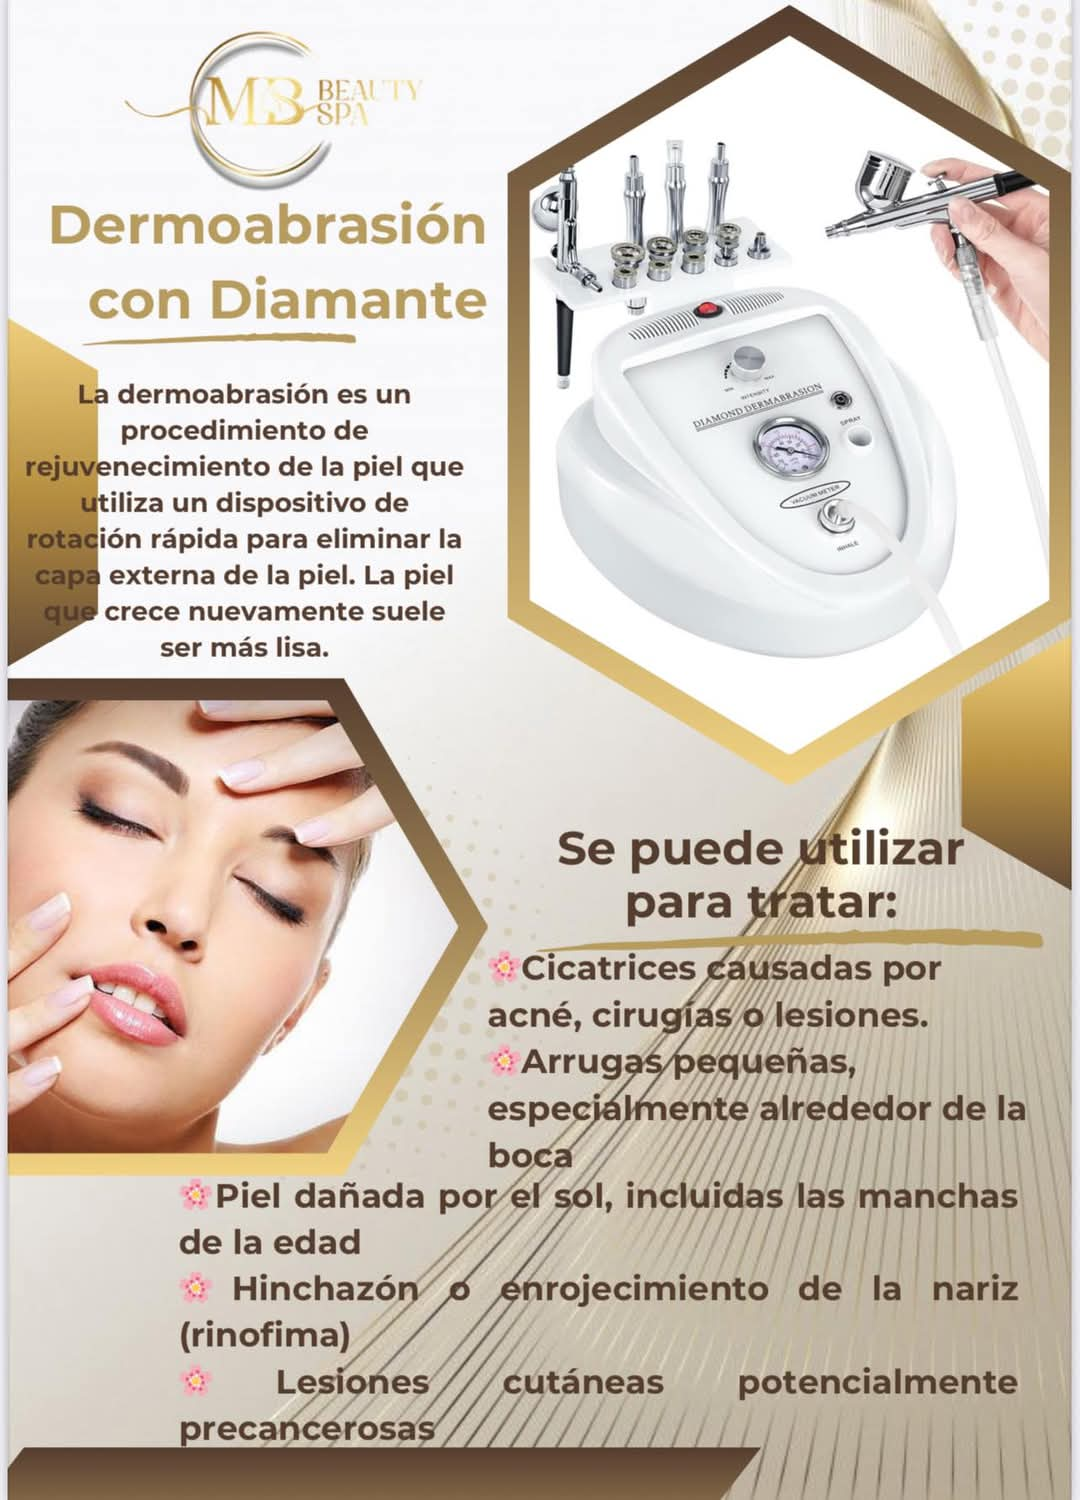 MB BEAUTY
SPA
Dermoabrasión
con Diamante
La dermoabrasión es un
procedimiento de
rejuvenecimiento de la piel que
utiliza un dispositivo de
rotación rápida para eliminar la
capa externa de la piel. La piel
que crece nuevamente suele
ser más lisa.
MIN MAX
INTENSITY
DIAMOND DERMABRASION
SPRAY
VACUUM METER
INHALE
Se puede utilizar
para tratar:
🌸Cicatrices causadas por
acné, cirugías o lesiones.
🌸Arrugas pequeñas,
especialmente alrededor de la
boca
🌸Piel dañada por el sol, incluidas las manchas
de la edad
🌸 Hinchazón o enrojecimiento de la nariz
(rinofima)
🌸 Lesiones cutáneas potencialmente
precancerosas